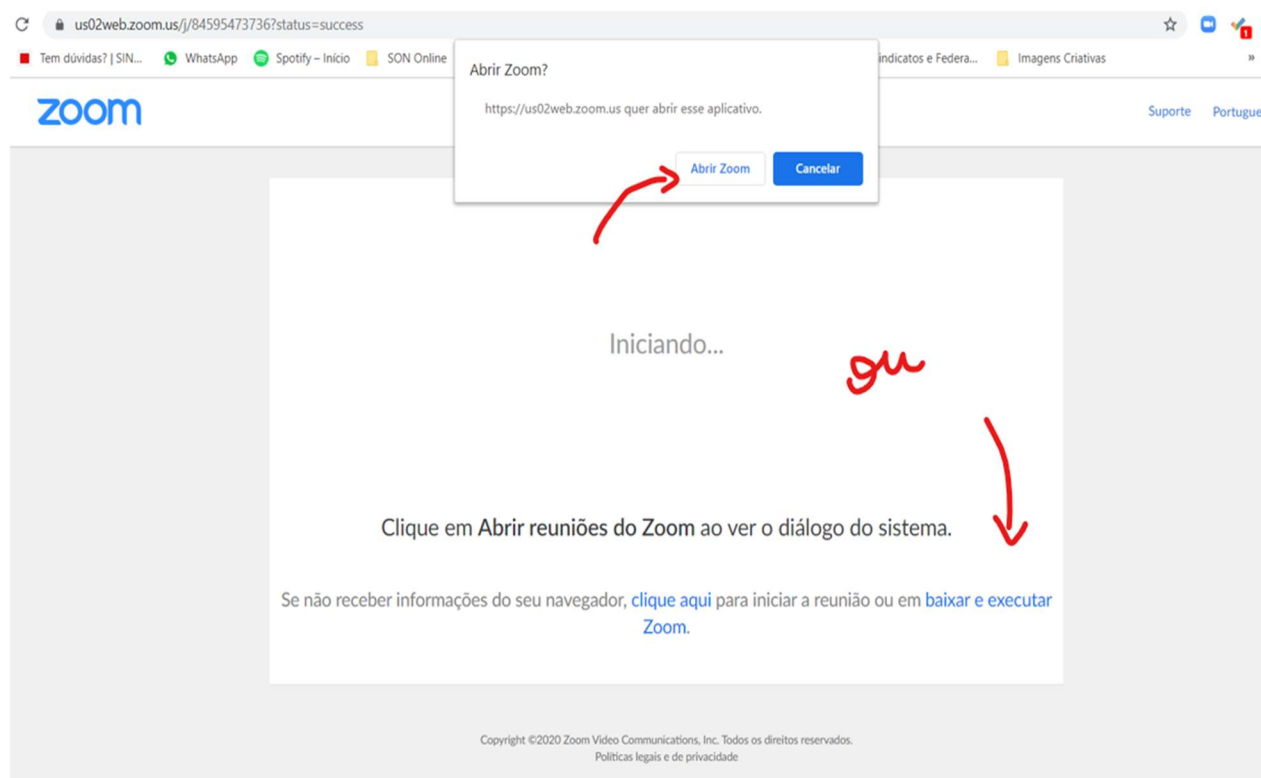 us02web.zoom.us/j/84595473736?status=success
Tem dúvidas? | SIN... WhatsApp Spotify – Início SON Online indicatos e Federa... Imagens Criativas »
1
Abrir Zoom?
https://us02web.zoom.us quer abrir esse aplicativo.
Abrir Zoom Cancelar
zoom
Suporte Portugue
Iniciando...
ou
Clique em Abrir reuniões do Zoom ao ver o diálogo do sistema.
Se não receber informações do seu navegador, clique aqui para iniciar a reunião ou em baixar e executar
Zoom.
Copyright ©2020 Zoom Video Communications, Inc. Todos os direitos reservados.
Políticas legais e de privacidade